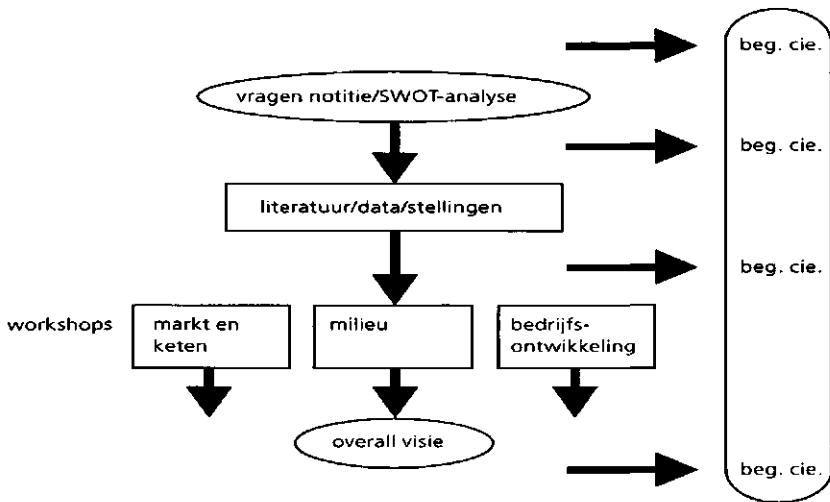 beg. cie.
vragen notitie/SWOT-analyse
beg. cie.
literatuur/data/stellingen
beg. cie.
workshops
markt en
keten
milieu
bedrijfs-
ontwikkeling
overall visie
beg. cie.